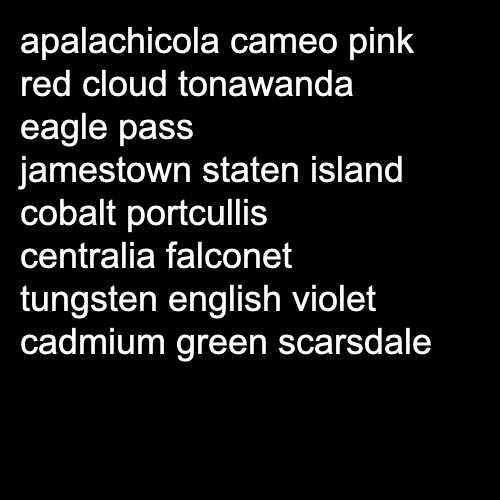 apalachicola cameo pink
red cloud tonawanda
eagle pass
jamestown staten island
cobalt portcullis
centralia falconet
tungsten english violet
cadmium green scarsdale